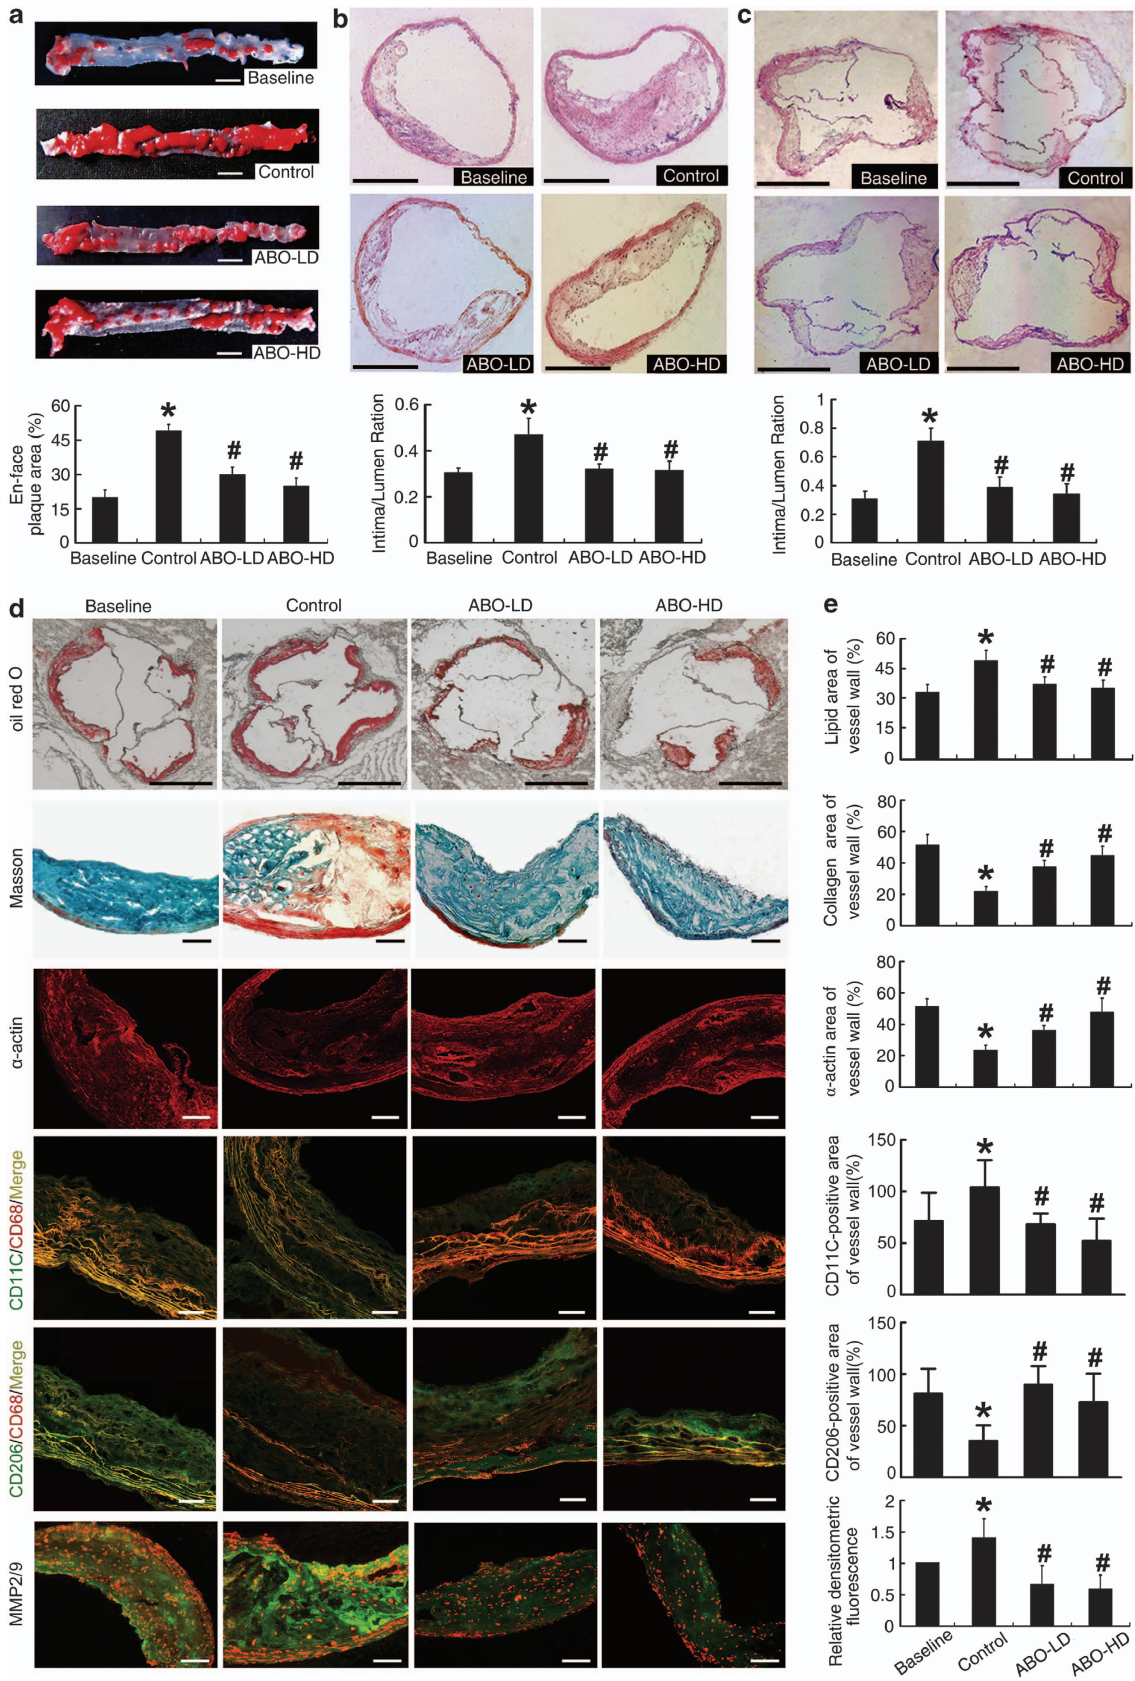 a
Baseline
Control
ABO-LD
ABO-HD
En-face
plaque area (%)
60
45
30
15
0
*
#
#
Baseline Control ABO-LD ABO-HD
b
Baseline
Control
ABO-LD
ABO-HD
Intima/Lumen Ration
0.6
0.4
0.2
0
*
#
#
Baseline Control ABO-LD ABO-HD
c
Baseline
Control
ABO-LD
ABO-HD
Intima/Lumen Ration
1
0.8
0.6
0.4
0.2
0
*
#
#
Baseline Control ABO-LD ABO-HD
d
Baseline Control ABO-LD ABO-HD
oil red O
Masson
α-actin
CD11C/CD68/Merge
CD206/CD68/Merge
MMP2/9
e
Lipid area of
vessel wall (%)
60
45
30
15
0
*
#
#
Collagen area of
vessel wall (%)
80
60
40
20
0
*
#
#
α-actin area of
vessel wall (%)
80
60
40
20
0
*
#
#
CD11C-positive area
of vessel wall(%)
150
100
50
0
*
#
#
CD206-positive area
of vessel wall(%)
150
100
50
0
*
#
#
Relative densitometric
fluorescence
2
1.5
1
0.5
0
*
#
#
Baseline Control ABO-LD ABO-HD